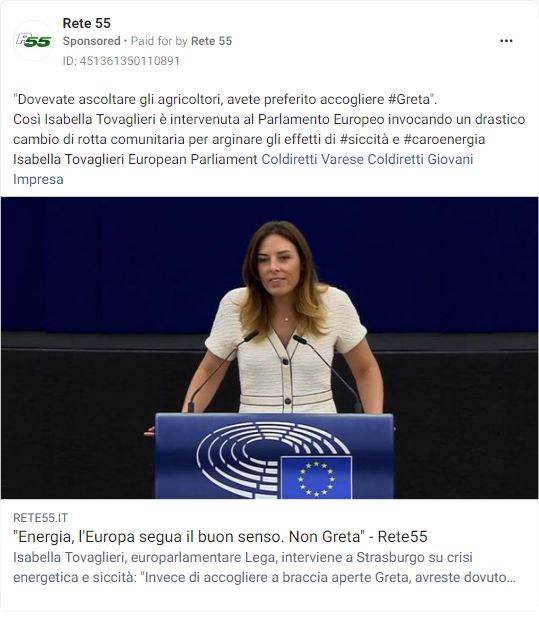 R55
Rete 55
Sponsored • Paid for by Rete 55
ID: 451361350110891
"Dovevate ascoltare gli agricoltori, avete preferito accogliere #Greta".
Così Isabella Tovaglieri è intervenuta al Parlamento Europeo invocando un drastico
cambio di rotta comunitaria per arginare gli effetti di #siccità e #caroenergia
Isabella Tovaglieri European Parliament Coldiretti Varese Coldiretti Giovani
Impresa
RETE55.IT
"Energia, l'Europa segua il buon senso. Non Greta" - Rete55
Isabella Tovaglieri, europarlamentare Lega, interviene a Strasburgo su crisi
energetica e siccità: "Invece di accogliere a braccia aperte Greta, avreste dovuto...